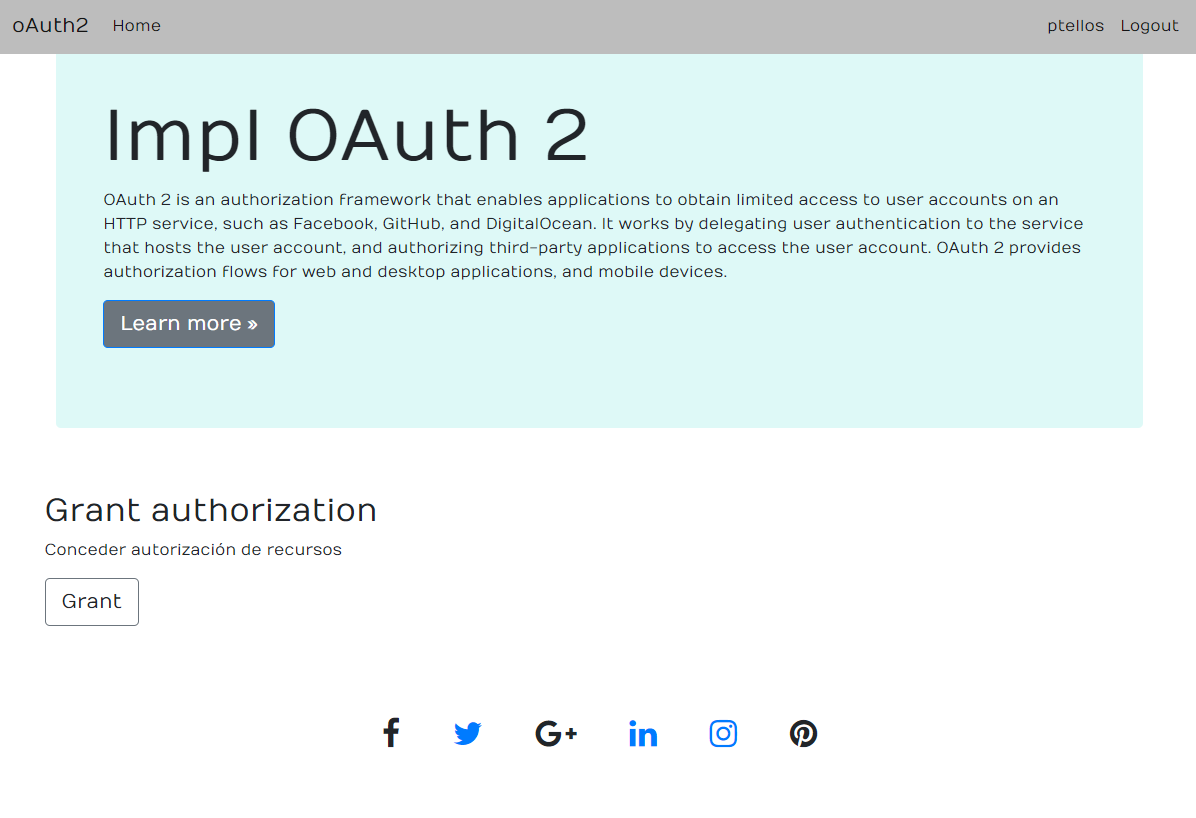 oAuth2 Home ptellos Logout
Impl OAuth 2
OAuth 2 is an authorization framework that enables applications to obtain limited access to user accounts on an
HTTP service, such as Facebook, GitHub, and DigitalOcean. It works by delegating user authentication to the service
that hosts the user account, and authorizing third-party applications to access the user account. OAuth 2 provides
authorization flows for web and desktop applications, and mobile devices.
Learn more »
Grant authorization
Conceder autorización de recursos
Grant